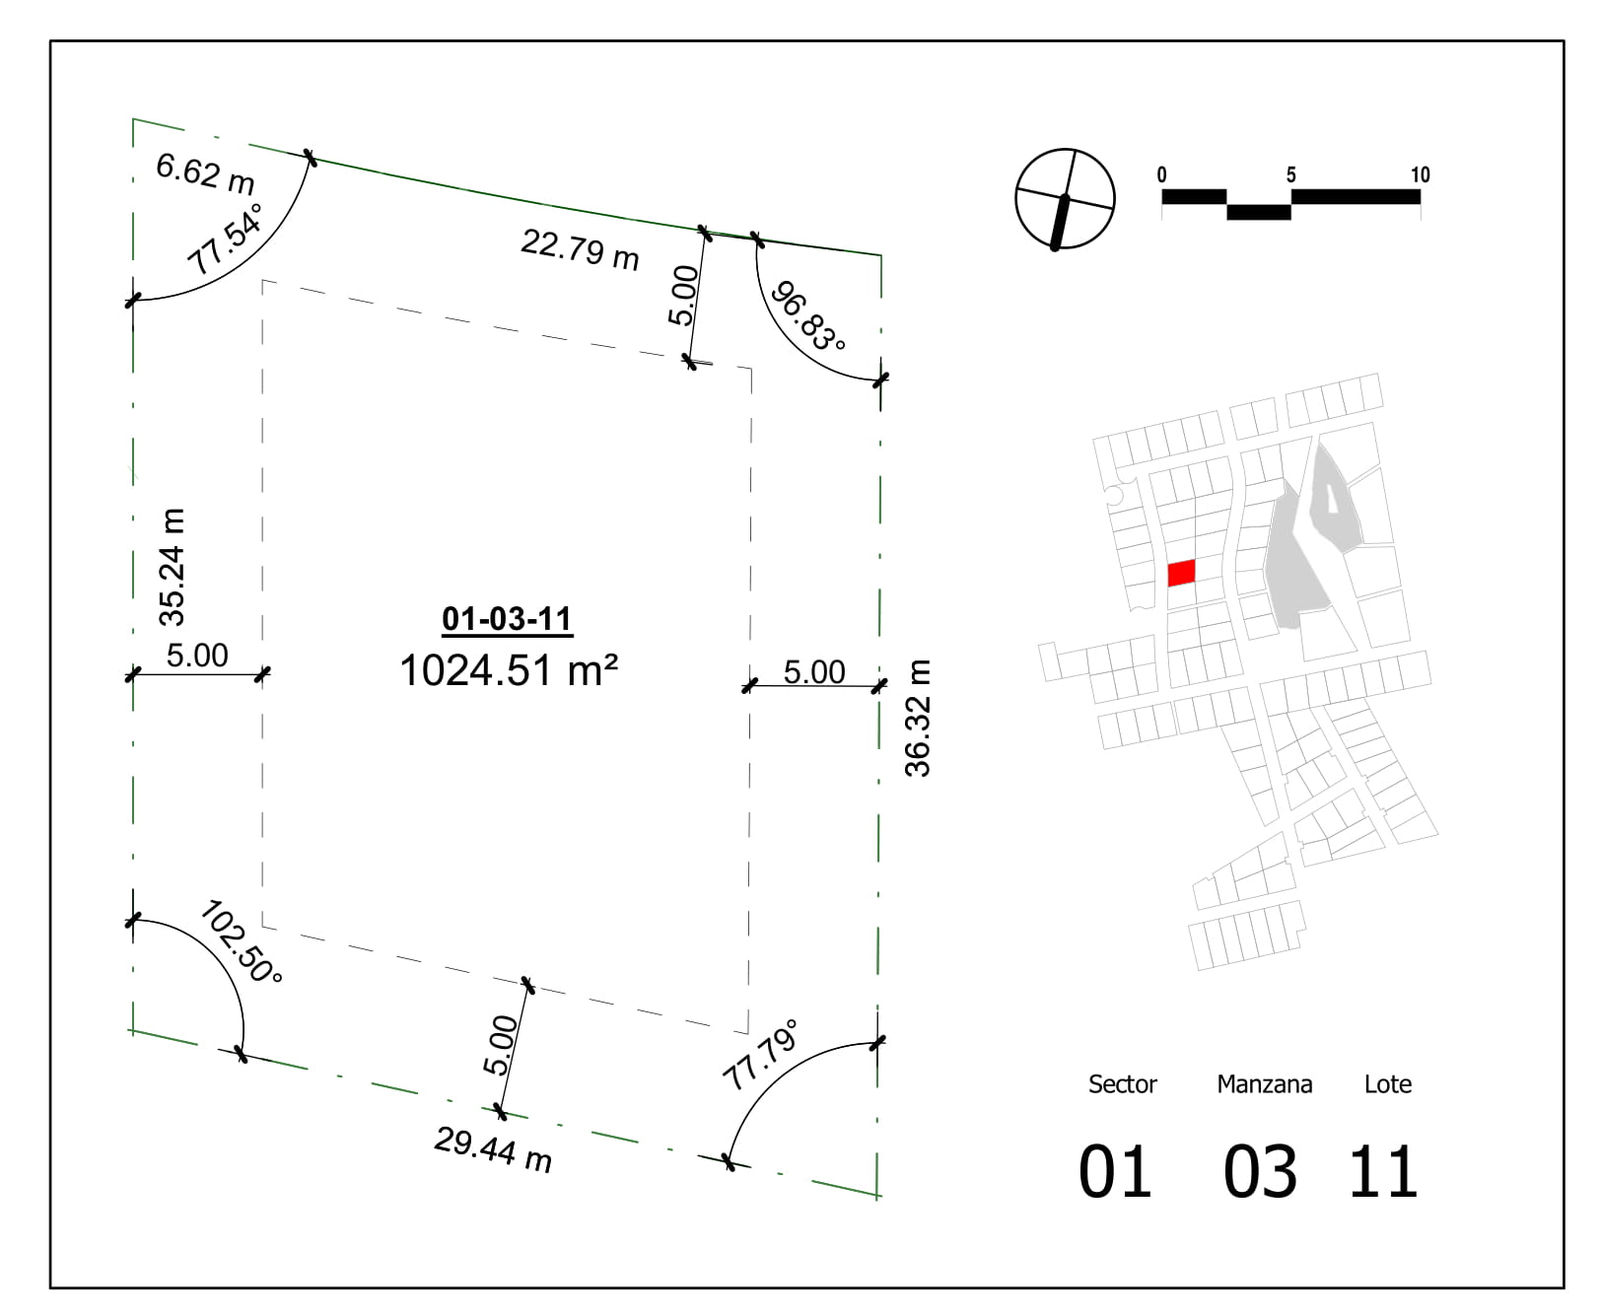 6.62 m
77.54°
22.79 m
5.00
96.83°
35.24 m
5.00
01-03-11
1024.51 m²
5.00
36.32 m
102.50°
5.00
77.79°
29.44 m
0 5 10
Sector Manzana Lote
01 03 11